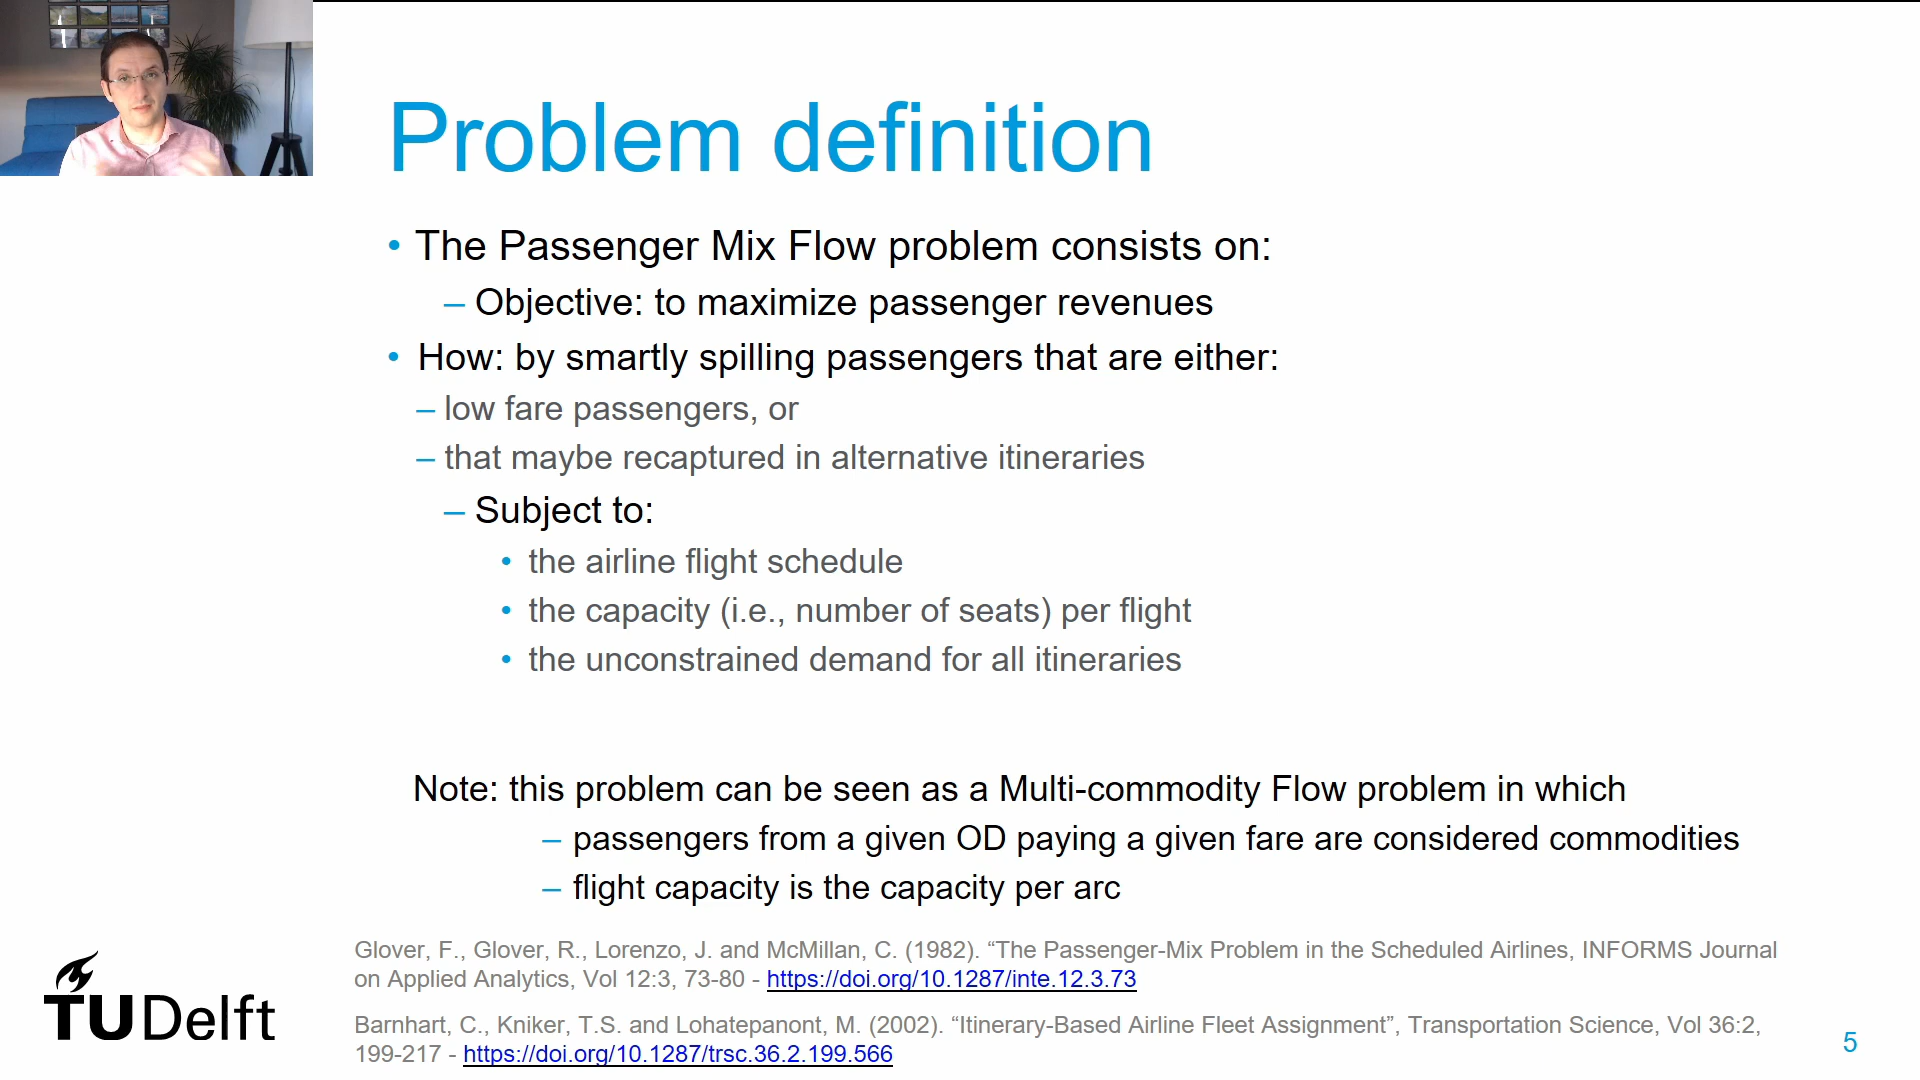 Problem definition
• The Passenger Mix Flow problem consists on:
– Objective: to maximize passenger revenues
• How: by smartly spilling passengers that are either:
– low fare passengers, or
– that maybe recaptured in alternative itineraries
– Subject to:
• the airline flight schedule
• the capacity (i.e., number of seats) per flight
• the unconstrained demand for all itineraries
Note: this problem can be seen as a Multi-commodity Flow problem in which
– passengers from a given OD paying a given fare are considered commodities
– flight capacity is the capacity per arc
Glover, F., Glover, R., Lorenzo, J. and McMillan, C. (1982). “The Passenger-Mix Problem in the Scheduled Airlines, INFORMS Journal
on Applied Analytics, Vol 12:3, 73-80 - https://doi.org/10.1287/inte.12.3.73
Barnhart, C., Kniker, T.S. and Lohatepanont, M. (2002). “Itinerary-Based Airline Fleet Assignment”, Transportation Science, Vol 36:2,
199-217 - https://doi.org/10.1287/trsc.36.2.199.566
TU Delft
5